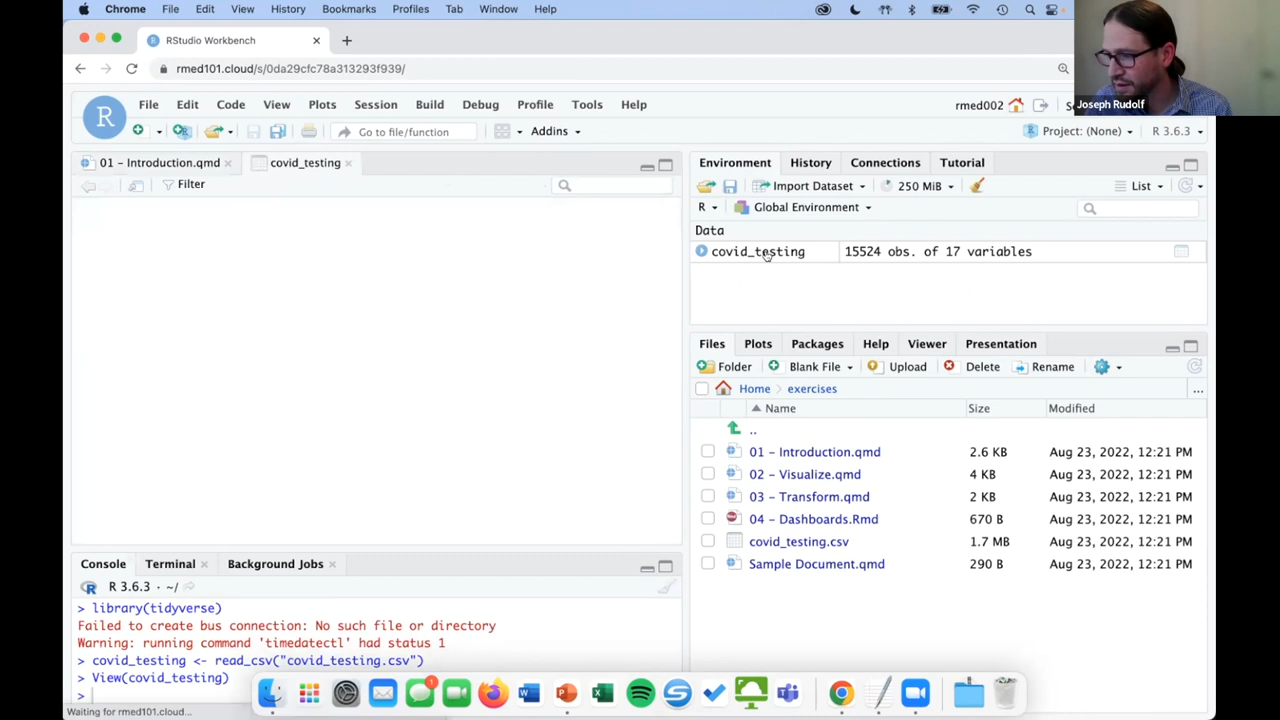 Chrome File Edit View History Bookmarks Profiles Tab Window Help
RStudio Workbench
rmed101.cloud/s/0da29cfc78a313293f939/
Joseph Rudolf
R
File Edit Code View Plots Session Build Debug Profile Tools Help
rmed002
Go to file/function
Addins
Project: (None)
R 3.6.3
01 - Introduction.qmd
covid_testing
Filter
Environment History Connections Tutorial
Import Dataset
250 MiB
List
R
Global Environment
Data
covid_testing 15524 obs. of 17 variables
Files Plots Packages Help Viewer Presentation
Folder Blank File Upload Delete Rename
Home exercises
...
Name Size Modified
..
01 - Introduction.qmd 2.6 KB Aug 23, 2022, 12:21 PM
02 - Visualize.qmd 4 KB Aug 23, 2022, 12:21 PM
03 - Transform.qmd 2 KB Aug 23, 2022, 12:21 PM
04 - Dashboards.Rmd 670 B Aug 23, 2022, 12:21 PM
covid_testing.csv 1.7 MB Aug 23, 2022, 12:21 PM
Sample Document.qmd 290 B Aug 23, 2022, 12:21 PM
Console Terminal Background Jobs
R 3.6.3 · ~/
> library(tidyverse)
Failed to create bus connection: No such file or directory
Warning: running command 'timedatectl' had status 1
> covid_testing <- read_csv("covid_testing.csv")
> View(covid_testing)
>
Waiting for rmed101.cloud...
1